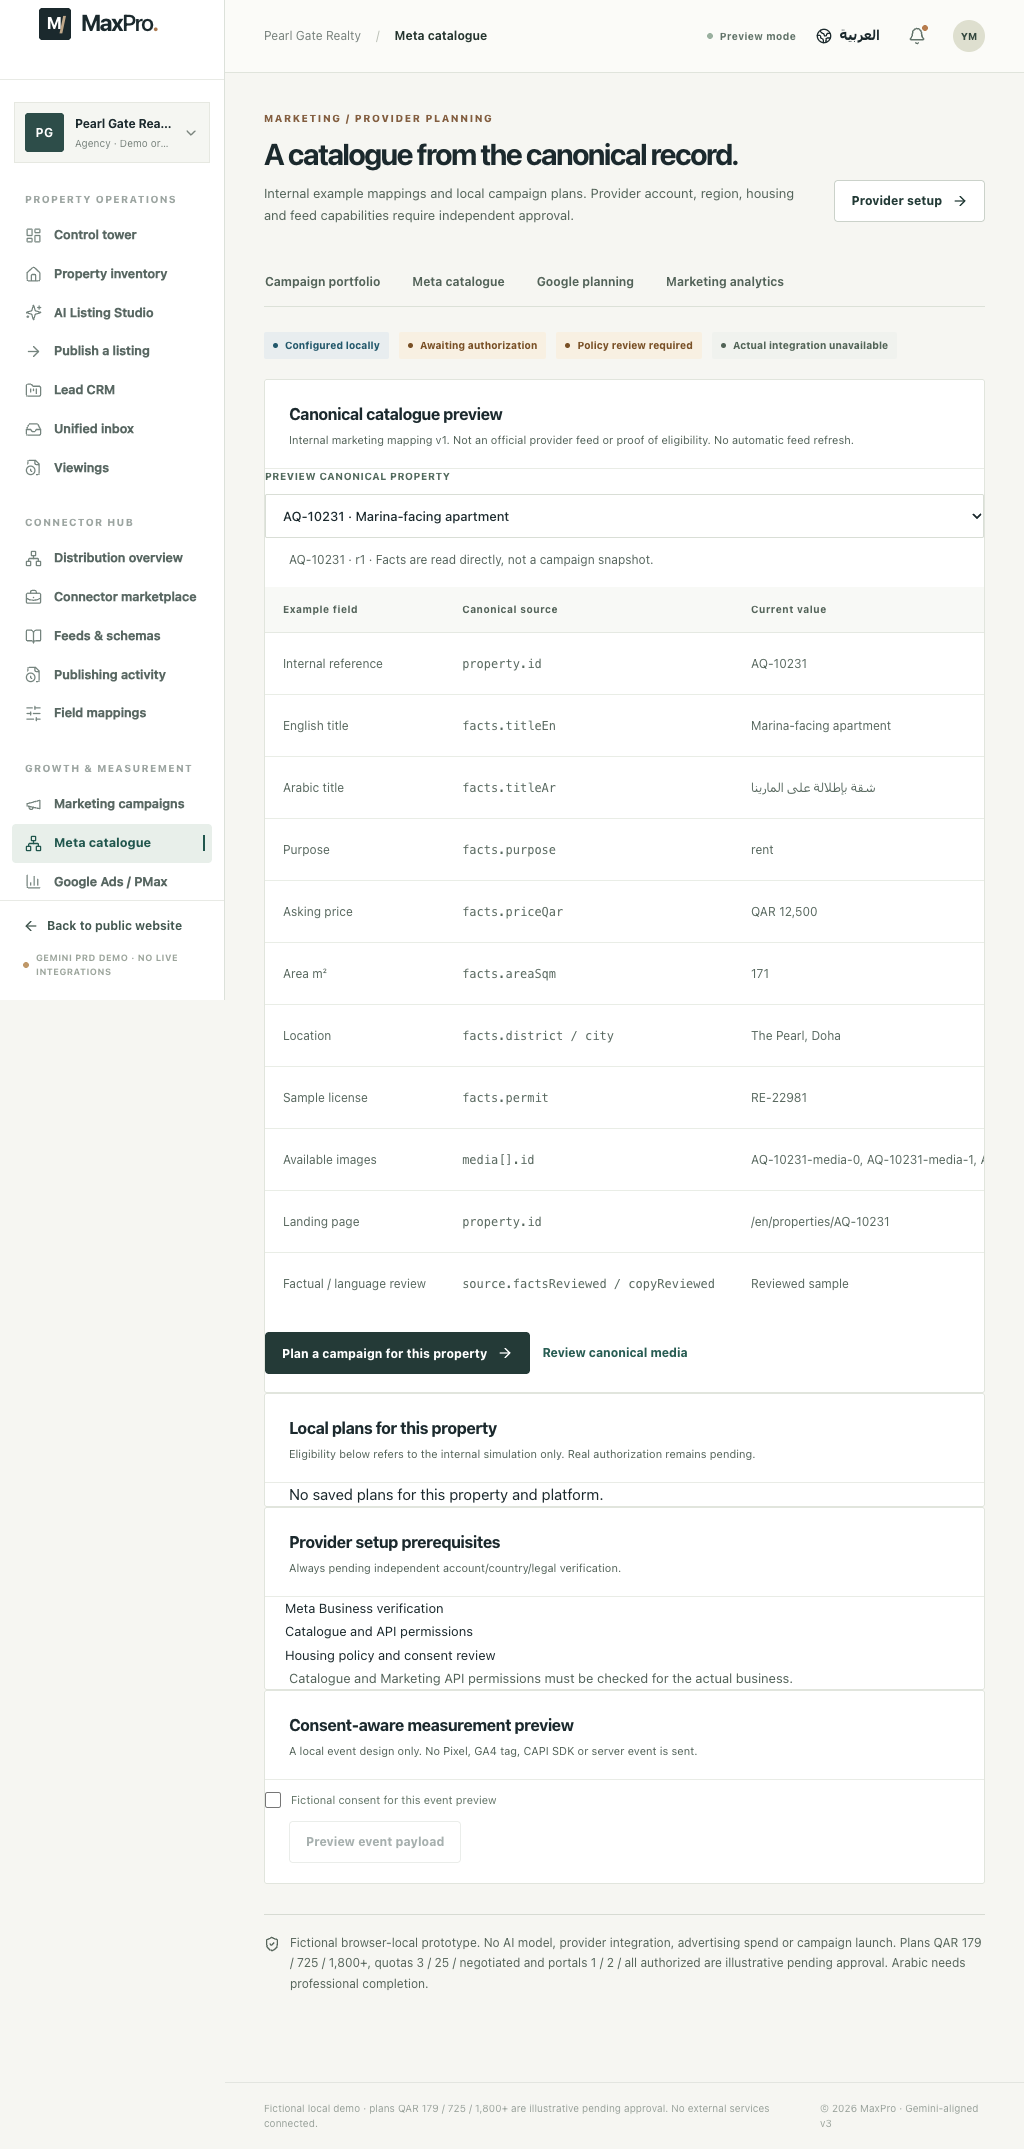 M/ MaxPro.
Pearl Gate Realty / Meta catalogue
Preview mode
العربية
YM
PG
Pearl Gate Rea...
Agency · Demo or...
PROPERTY OPERATIONS
Control tower
Property inventory
AI Listing Studio
Publish a listing
Lead CRM
Unified inbox
Viewings
CONNECTOR HUB
Distribution overview
Connector marketplace
Feeds & schemas
Publishing activity
Field mappings
GROWTH & MEASUREMENT
Marketing campaigns
Meta catalogue
Google Ads / PMax
Back to public website
GEMINI PRD DEMO · NO LIVE
INTEGRATIONS
MARKETING / PROVIDER PLANNING
A catalogue from the canonical record.
Internal example mappings and local campaign plans. Provider account, region, housing
and feed capabilities require independent approval.
Provider setup
Campaign portfolio Meta catalogue Google planning Marketing analytics
Configured locally Awaiting authorization Policy review required Actual integration unavailable
Canonical catalogue preview
Internal marketing mapping v1. Not an official provider feed or proof of eligibility. No automatic feed refresh.
PREVIEW CANONICAL PROPERTY
AQ-10231 · Marina-facing apartment
AQ-10231 · r1 · Facts are read directly, not a campaign snapshot.
Example field Canonical source Current value
Internal reference property.id AQ-10231
English title facts.titleEn Marina-facing apartment
Arabic title facts.titleAr شقة بإطلالة على المارينا
Purpose facts.purpose rent
Asking price facts.priceQar QAR 12,500
Area m² facts.areaSqm 171
Location facts.district / city The Pearl, Doha
Sample license facts.permit RE-22981
Available images media[].id AQ-10231-media-0, AQ-10231-media-1,
Landing page property.id /en/properties/AQ-10231
Factual / language review source.factsReviewed / copyReviewed Reviewed sample
Plan a campaign for this property
Review canonical media
Local plans for this property
Eligibility below refers to the internal simulation only. Real authorization remains pending.
No saved plans for this property and platform.
Provider setup prerequisites
Always pending independent account/country/legal verification.
Meta Business verification
Catalogue and API permissions
Housing policy and consent review
Catalogue and Marketing API permissions must be checked for the actual business.
Consent-aware measurement preview
A local event design only. No Pixel, GA4 tag, CAPI SDK or server event is sent.
Fictional consent for this event preview
Preview event payload
Fictional browser-local prototype. No AI model, provider integration, advertising spend or campaign launch. Plans QAR 179
/ 725 / 1,800+, quotas 3 / 25 / negotiated and portals 1 / 2 / all authorized are illustrative pending approval. Arabic needs
professional completion.
Fictional local demo · plans QAR 179 / 725 / 1,800+ are illustrative pending approval. No external services
connected.
© 2026 MaxPro · Gemini-aligned
v3